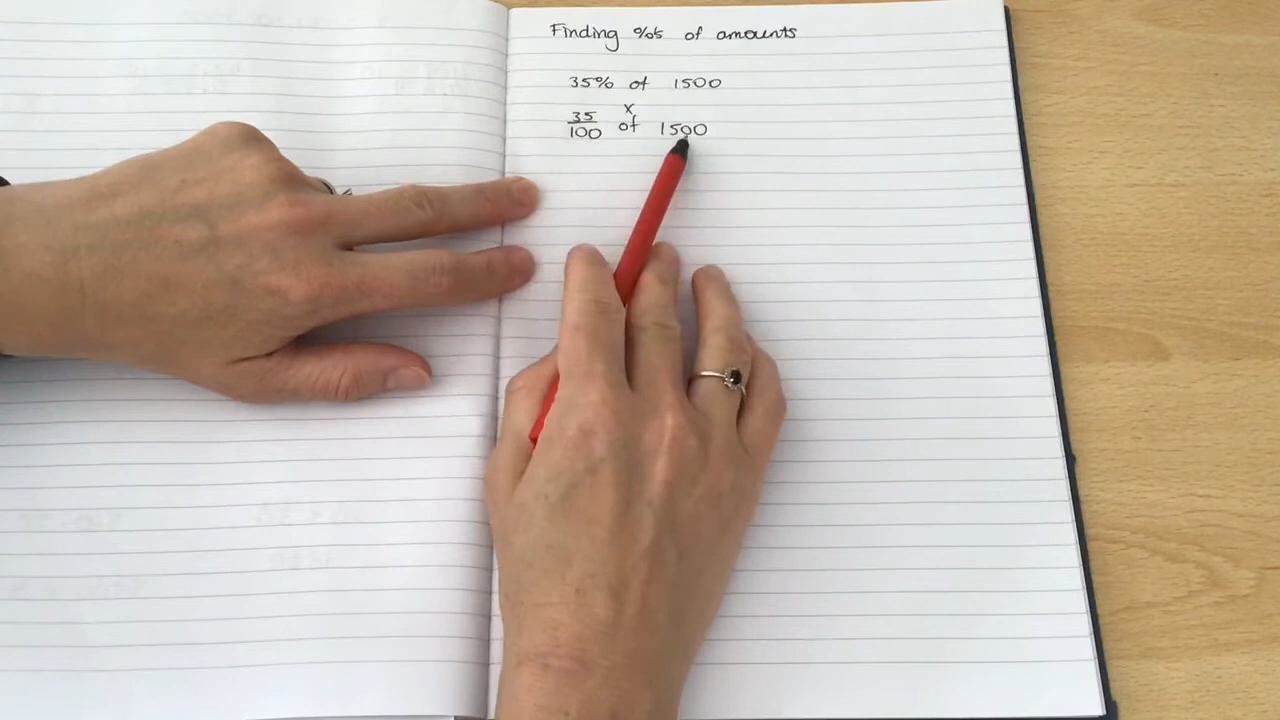 Finding %'s of amounts
35% of 1500
x
35/100 of 1500